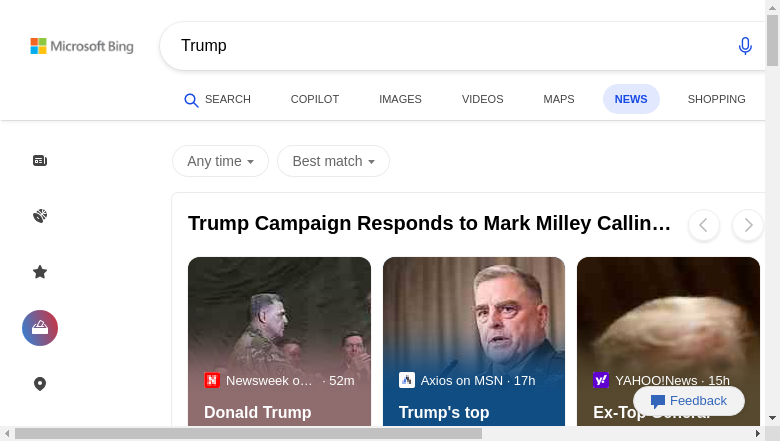 Microsoft Bing
Trump
SEARCH
COPILOT
IMAGES
VIDEOS
MAPS
NEWS
SHOPPING
Any time
Best match
Trump Campaign Responds to Mark Milley Callin…
Newsweek o… · 52m
Donald Trump
Axios on MSN · 17h
Trump's top
YAHOO!News · 15h
Ex-Top General
Feedback